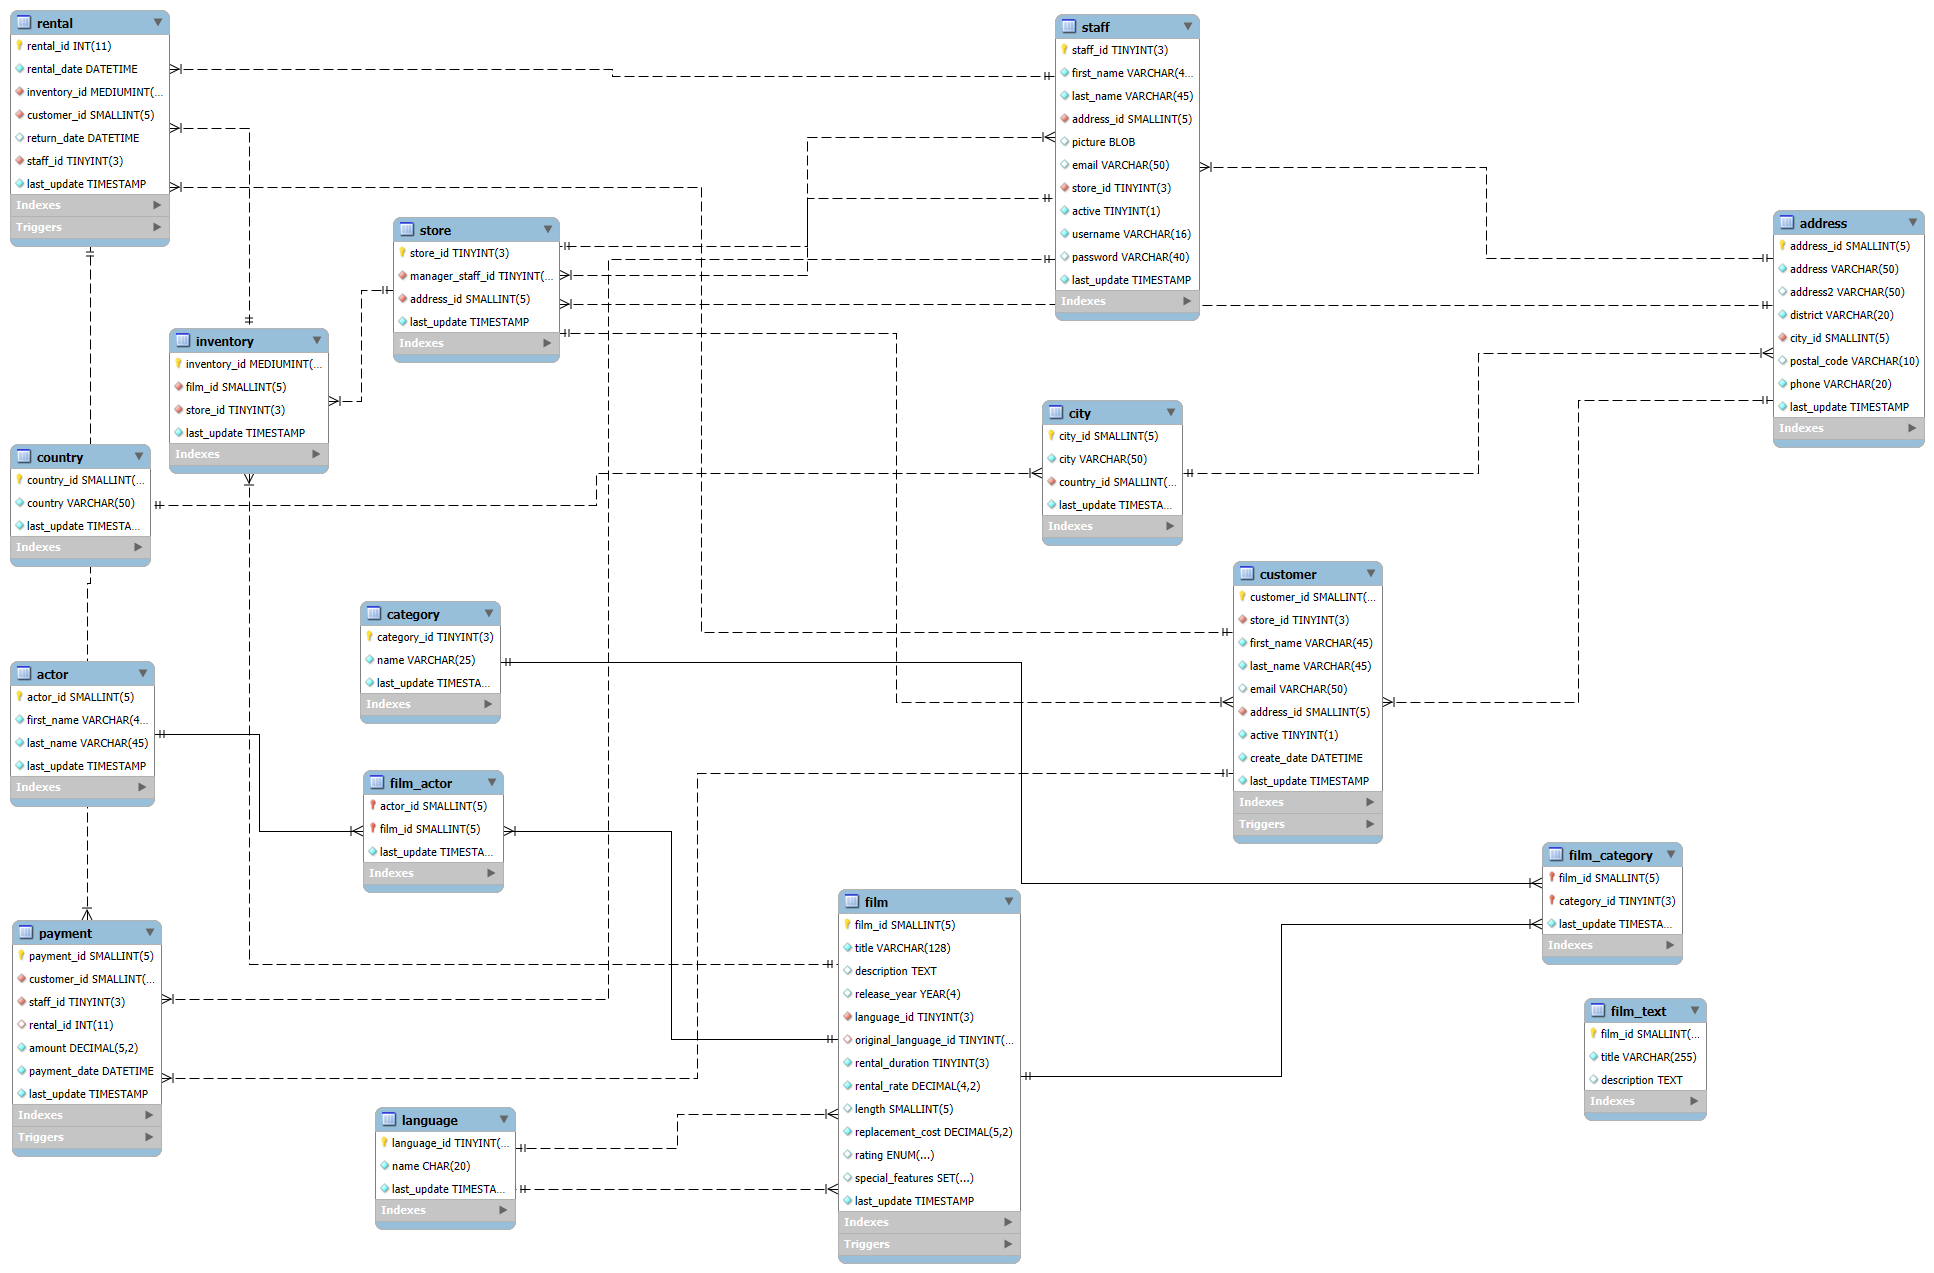 rental
rental_id INT(11)
rental_date DATETIME
inventory_id MEDIUMINT(...
customer_id SMALLINT(5)
return_date DATETIME
staff_id TINYINT(3)
last_update TIMESTAMP
Indexes
Triggers
staff
staff_id TINYINT(3)
first_name VARCHAR(4...
last_name VARCHAR(45)
address_id SMALLINT(5)
picture BLOB
email VARCHAR(50)
store_id TINYINT(3)
active TINYINT(1)
username VARCHAR(16)
password VARCHAR(40)
last_update TIMESTAMP
Indexes
store
store_id TINYINT(3)
manager_staff_id TINYINT(...
address_id SMALLINT(5)
last_update TIMESTAMP
Indexes
address
address_id SMALLINT(5)
address VARCHAR(50)
address2 VARCHAR(50)
district VARCHAR(20)
city_id SMALLINT(5)
postal_code VARCHAR(10)
phone VARCHAR(20)
last_update TIMESTAMP
Indexes
inventory
inventory_id MEDIUMINT(...
film_id SMALLINT(5)
store_id TINYINT(3)
last_update TIMESTAMP
Indexes
city
city_id SMALLINT(5)
city VARCHAR(50)
country_id SMALLINT(...
last_update TIMESTA...
Indexes
country
country_id SMALLINT(...
country VARCHAR(50)
last_update TIMESTA...
Indexes
customer
customer_id SMALLINT(...
store_id TINYINT(3)
first_name VARCHAR(45)
last_name VARCHAR(45)
email VARCHAR(50)
address_id SMALLINT(5)
active TINYINT(1)
create_date DATETIME
last_update TIMESTAMP
Indexes
Triggers
category
category_id TINYINT(3)
name VARCHAR(25)
last_update TIMESTA...
Indexes
actor
actor_id SMALLINT(5)
first_name VARCHAR(4...
last_name VARCHAR(45)
last_update TIMESTAMP
Indexes
film_actor
actor_id SMALLINT(5)
film_id SMALLINT(5)
last_update TIMESTA...
Indexes
film_category
film_id SMALLINT(5)
category_id TINYINT(3)
last_update TIMESTA...
Indexes
film
film_id SMALLINT(5)
title VARCHAR(128)
description TEXT
release_year YEAR(4)
language_id TINYINT(3)
original_language_id TINYINT(...
rental_duration TINYINT(3)
rental_rate DECIMAL(4,2)
length SMALLINT(5)
replacement_cost DECIMAL(5,2)
rating ENUM(...)
special_features SET(...)
last_update TIMESTAMP
Indexes
Triggers
payment
payment_id SMALLINT(5)
customer_id SMALLINT(...
staff_id TINYINT(3)
rental_id INT(11)
amount DECIMAL(5,2)
payment_date DATETIME
last_update TIMESTAMP
Indexes
Triggers
film_text
film_id SMALLINT(...
title VARCHAR(255)
description TEXT
Indexes
language
language_id TINYINT(...
name CHAR(20)
last_update TIMESTA...
Indexes